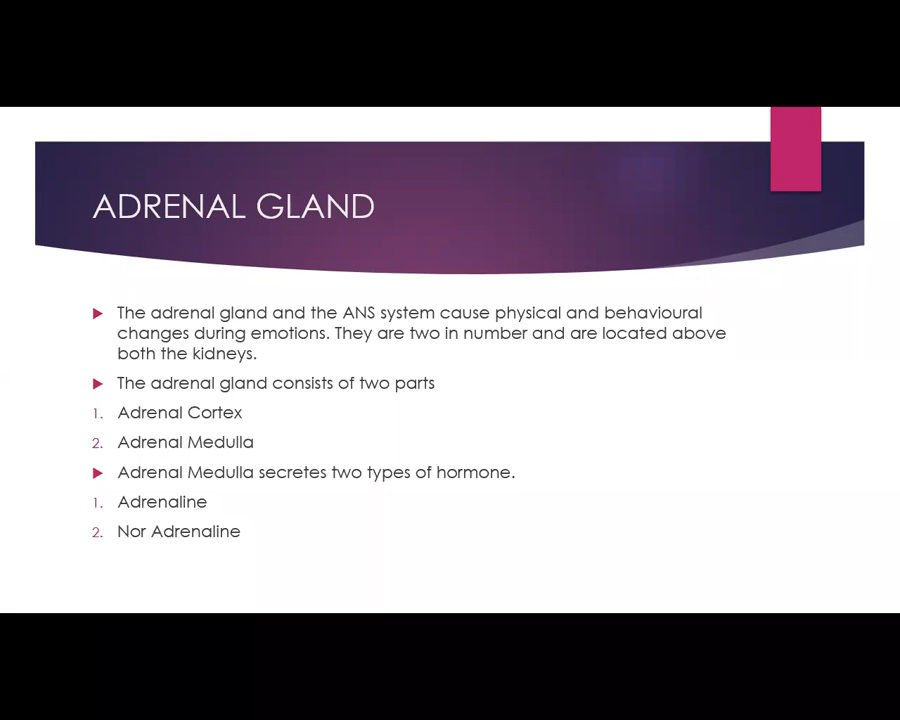 ADRENAL GLAND
▶ The adrenal gland and the ANS system cause physical and behavioural
changes during emotions. They are two in number and are located above
both the kidneys.
▶ The adrenal gland consists of two parts
1. Adrenal Cortex
2. Adrenal Medulla
▶ Adrenal Medulla secretes two types of hormone.
1. Adrenaline
2. Nor Adrenaline